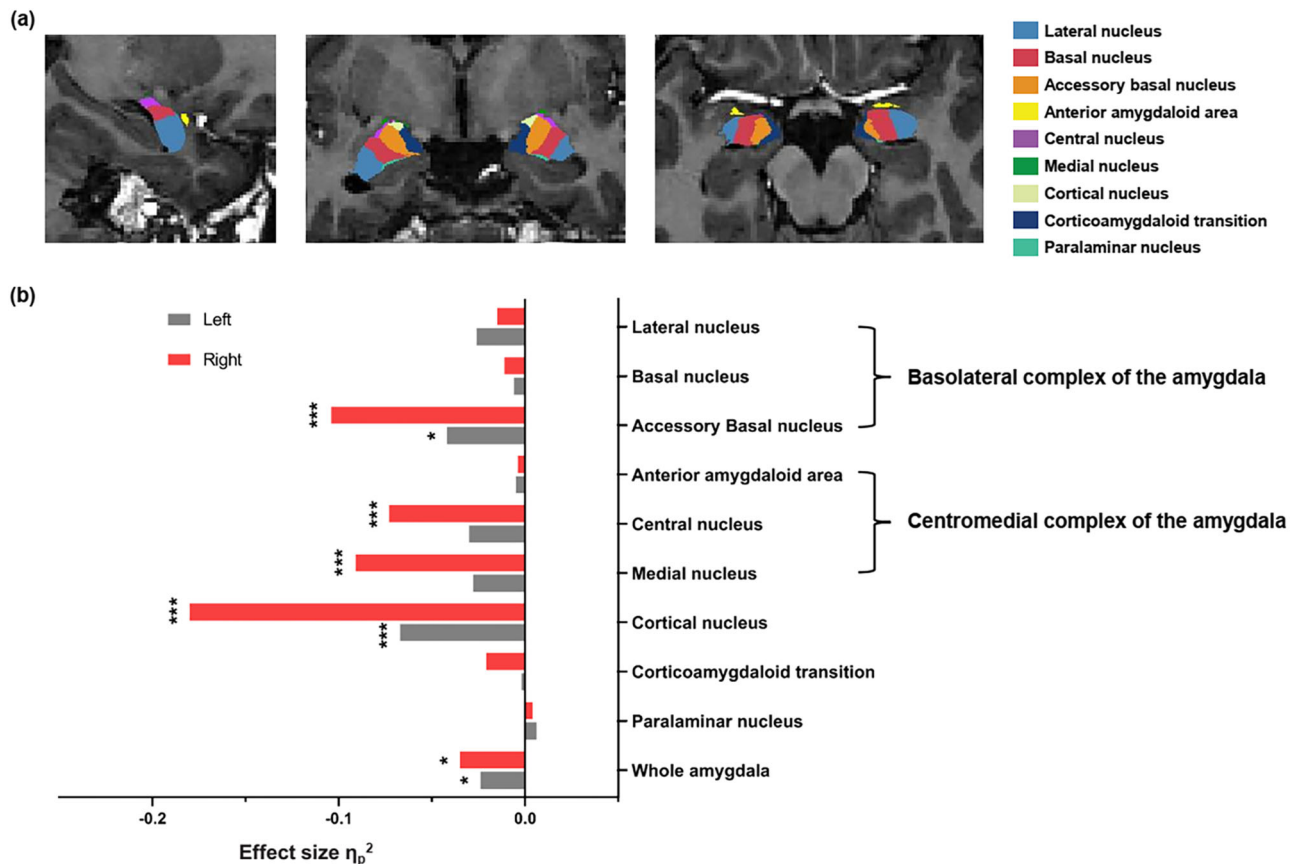 (a)
Lateral nucleus
Basal nucleus
Accessory basal nucleus
Anterior amygdaloid area
Central nucleus
Medial nucleus
Cortical nucleus
Corticoamygdaloid transition
Paralaminar nucleus
(b)
Left
Right
Lateral nucleus
Basal nucleus
Basolateral complex of the amygdala
***
*
Accessory Basal nucleus
Anterior amygdaloid area
***
Central nucleus
Centromedial complex of the amygdala
***
Medial nucleus
***
***
Cortical nucleus
Corticoamygdaloid transition
Paralaminar nucleus
*
*
Whole amygdala
-0.2 -0.1 0.0
Effect size ηp²